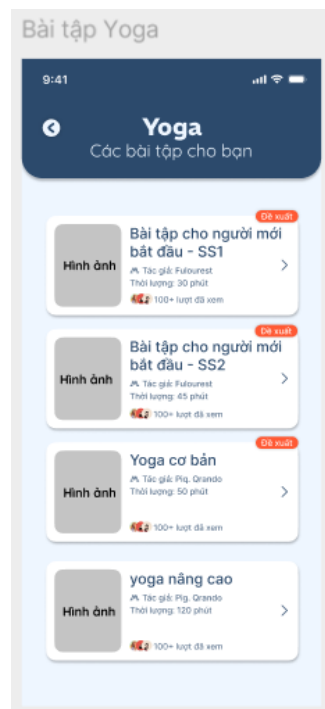 Bài tập Yoga
9:41
Yoga
Các bài tập cho bạn
Đề xuất
Bài tập cho người mới
bắt đầu - SS1
Hình ảnh
Tác giả: Fulourest
Thời lượng: 30 phút
100+ lượt đã xem
Đề xuất
Bài tập cho người mới
bắt đầu - SS2
Hình ảnh
Tác giả: Fulourest
Thời lượng: 45 phút
100+ lượt đã xem
Đề xuất
Yoga cơ bản
Hình ảnh
Tác giả: Plq. Qrando
Thời lượng: 50 phút
100+ lượt đã xem
yoga nâng cao
Hình ảnh
Tác giả: Plg. Qrando
Thời lượng: 120 phút
100+ lượt đã xem